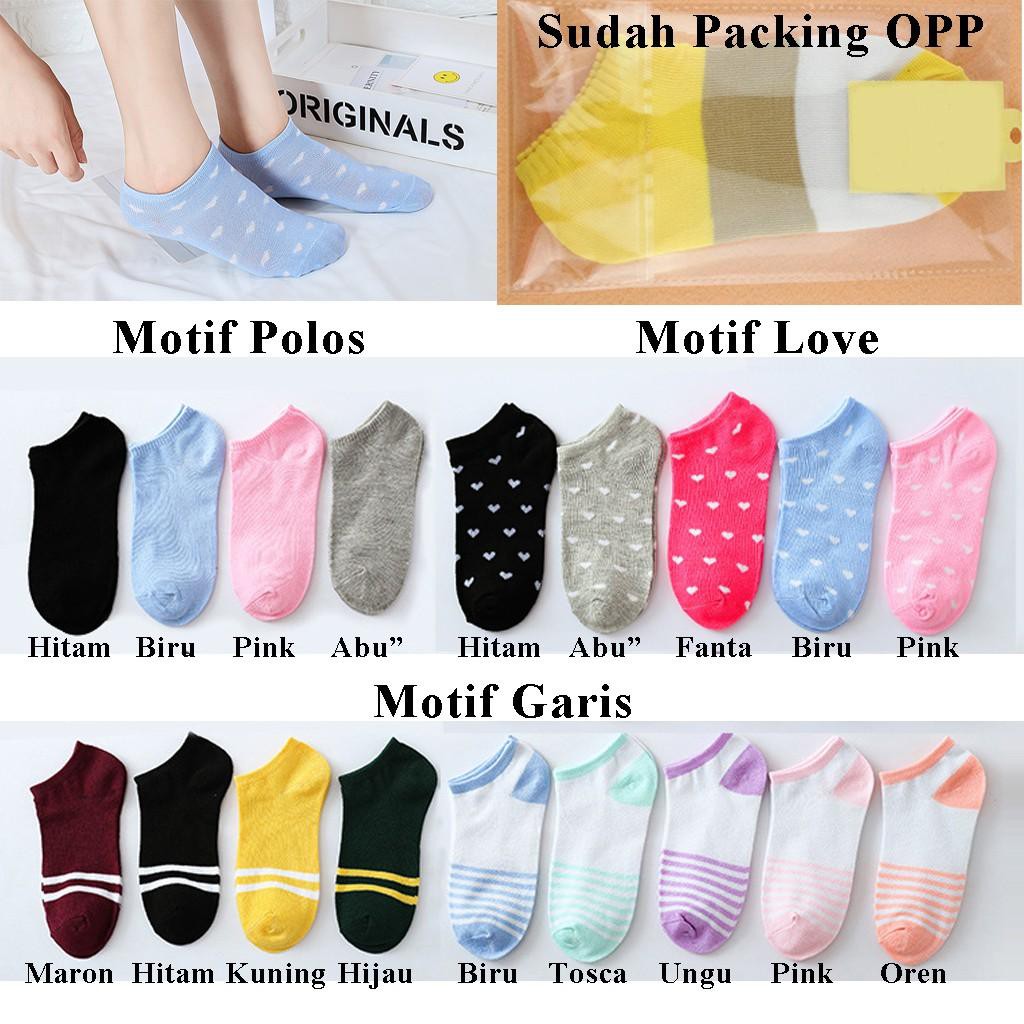 Sudah Packing OPP
ORIGINALS
Motif Polos
Motif Love
Hitam Biru Pink Abu”
Hitam Abu” Fanta Biru Pink
Motif Garis
Maron Hitam Kuning Hijau Biru Tosca Ungu Pink Oren